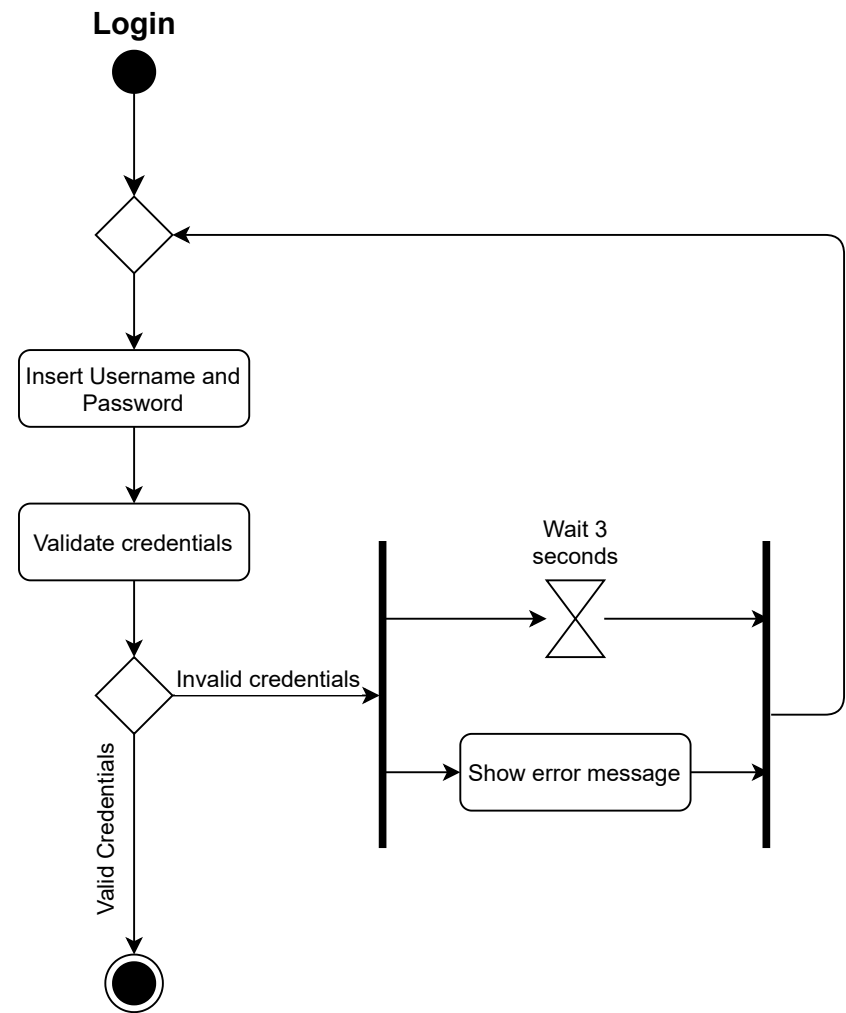 Login
Insert Username and
Password
Validate credentials
Wait 3
seconds
Invalid credentials
Show error message
Valid Credentials